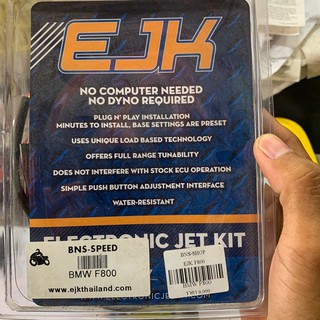 EJK
NO COMPUTER NEEDED
NO DYNO REQUIRED
PLUG N' PLAY INSTALLATION
MINUTES TO INSTALL, BASE SETTINGS ARE PRESET
USES UNIQUE LOAD BASED TECHNOLOGY
OFFERS FULL RANGE TUNABILITY
DOES NOT INTERFERE WITH STOCK ECU OPERATION
SIMPLE PUSH BUTTON ADJUSTMENT INTERFACE
WATER-RESISTANT
ELECTRONIC JET KIT
BNS-SPEED
BMW F800
www.ejkthailand.com
BNS-SHOP
EJK F800
BMW F800